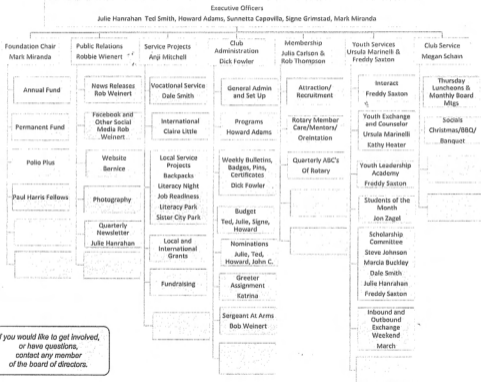 Executive Officers
Julie Hanrahan Ted Smith, Howard Adams, Sunnetta Capovilla, Signe Grimstad, Mark Miranda
Foundation Chair
Mark Miranda
Annual Fund
Permanent Fund
Polio Plus
Paul Harris Fellows
Public Relations
Robbie Wienert
News Releases
Rob Weinert
Facebook and
Other Social
Media Rob
Weinert
Website
Bernice
Photography
Quarterly
Newsletter
Julie Hanrahan
Service Projects
Anji Mitchell
Vocational Service
Dale Smith
International
Claire Little
Local Service
Projects
Backpacks
Literacy Night
Job Readiness
Literacy Park
Sister City Park
Local and
International
Grants
Fundraising
Club
Administration
Dick Fowler
General Admin
and Set Up
Programs
Howard Adams
Weekly Bulletins,
Badges, Pins,
Certificates
Dick Fowler
Budget
Ted, Julie, Signe,
Howard
Nominations
Julie, Ted,
Howard, John C.
Greeter
Assignment
Katrina
Sergeant At Arms
Bob Weinert
Membership
Julia Carlson &
Rob Thompson
Attraction/
Recruitment
Rotary Member
Care/Mentors/
Oreintation
Quarterly ABC's
Of Rotary
Youth Services
Ursula Marinelli &
Freddy Saxton
Interact
Freddy Saxton
Youth Exchange
and Counselor
Ursula Marinelli
Kathy Heater
Youth Leadership
Academy
Freddy Saxton
Students of the
Month
Jon Zagel
Scholarship
Committee
Steve Johnson
Marcia Buckley
Dale Smith
Julie Hanrahan
Freddy Saxton
Inbound and
Outbound
Exchange
Weekend
March
Club Service
Megan Schain
Thursday
Luncheons &
Monthly Board
Mtgs
Socials
Christmas/BBQ/
Banquet
f you would like to get involved,
or have questions,
contact any member
of the board of directors.